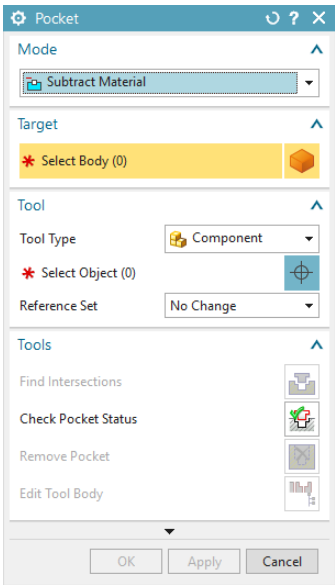 Pocket
Mode
Subtract Material
Target
* Select Body (0)
Tool
Tool Type Component
* Select Object (0)
Reference Set No Change
Tools
Find Intersections
Check Pocket Status
Remove Pocket
Edit Tool Body
OK Apply Cancel